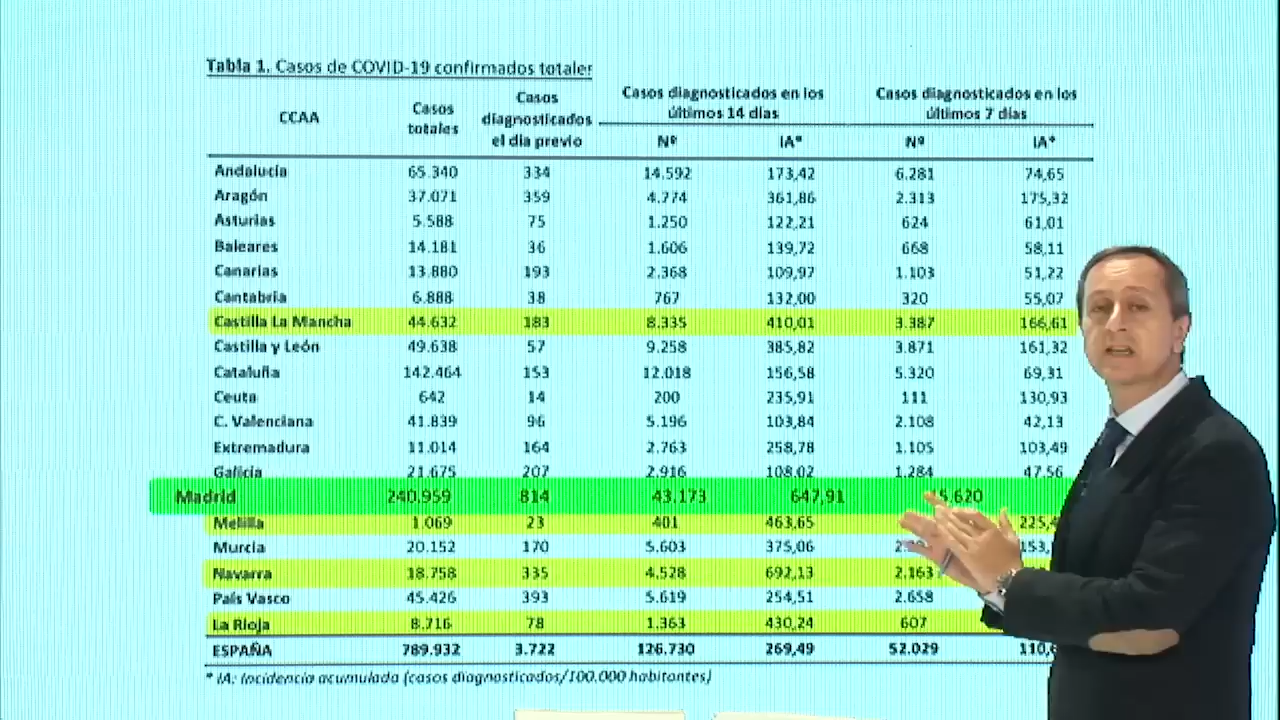 Tabla 1. Casos de COVID-19 confirmados totales
CCAA Casos totales Casos diagnosticados el día previo Casos diagnosticados en los últimos 14 días Casos diagnosticados en los últimos 7 días
Nº IA* Nº IA*
Andalucía 65.340 334 14.592 173,42 6.281 74,65
Aragón 37.071 359 4.774 361,86 2.313 175,32
Asturias 5.588 75 1.250 122,21 624 61,01
Baleares 14.181 36 1.606 139,72 668 58,11
Canarias 13.880 193 2.368 109,97 1.103 51,22
Cantabria 6.888 38 767 132,00 320 55,07
Castilla La Mancha 44.632 183 8.335 410,01 3.387 166,61
Castilla y León 49.638 57 9.258 385,82 3.871 161,32
Cataluña 142.464 153 12.018 156,58 5.320 69,31
Ceuta 642 14 200 235,91 111 130,93
C. Valenciana 41.839 96 5.196 103,84 2.108 42,13
Extremadura 11.014 164 2.763 258,78 1.105 103,49
Galicia 21.675 207 2.916 108,02 1.284 47,56
Madrid 240.959 814 43.173 647,91 15.620
Melilla 1.069 23 401 463,65 225,4
Murcia 20.152 170 5.603 375,06 153,
Navarra 18.758 335 4.528 692,13 2.163
País Vasco 45.426 393 5.619 254,51 2.658
La Rioja 8.716 78 1.363 430,24 607
ESPAÑA 789.932 3.722 126.730 269,49 52.029 110,6
* IA: Incidencia acumulada (casos diagnosticados/100.000 habitantes)